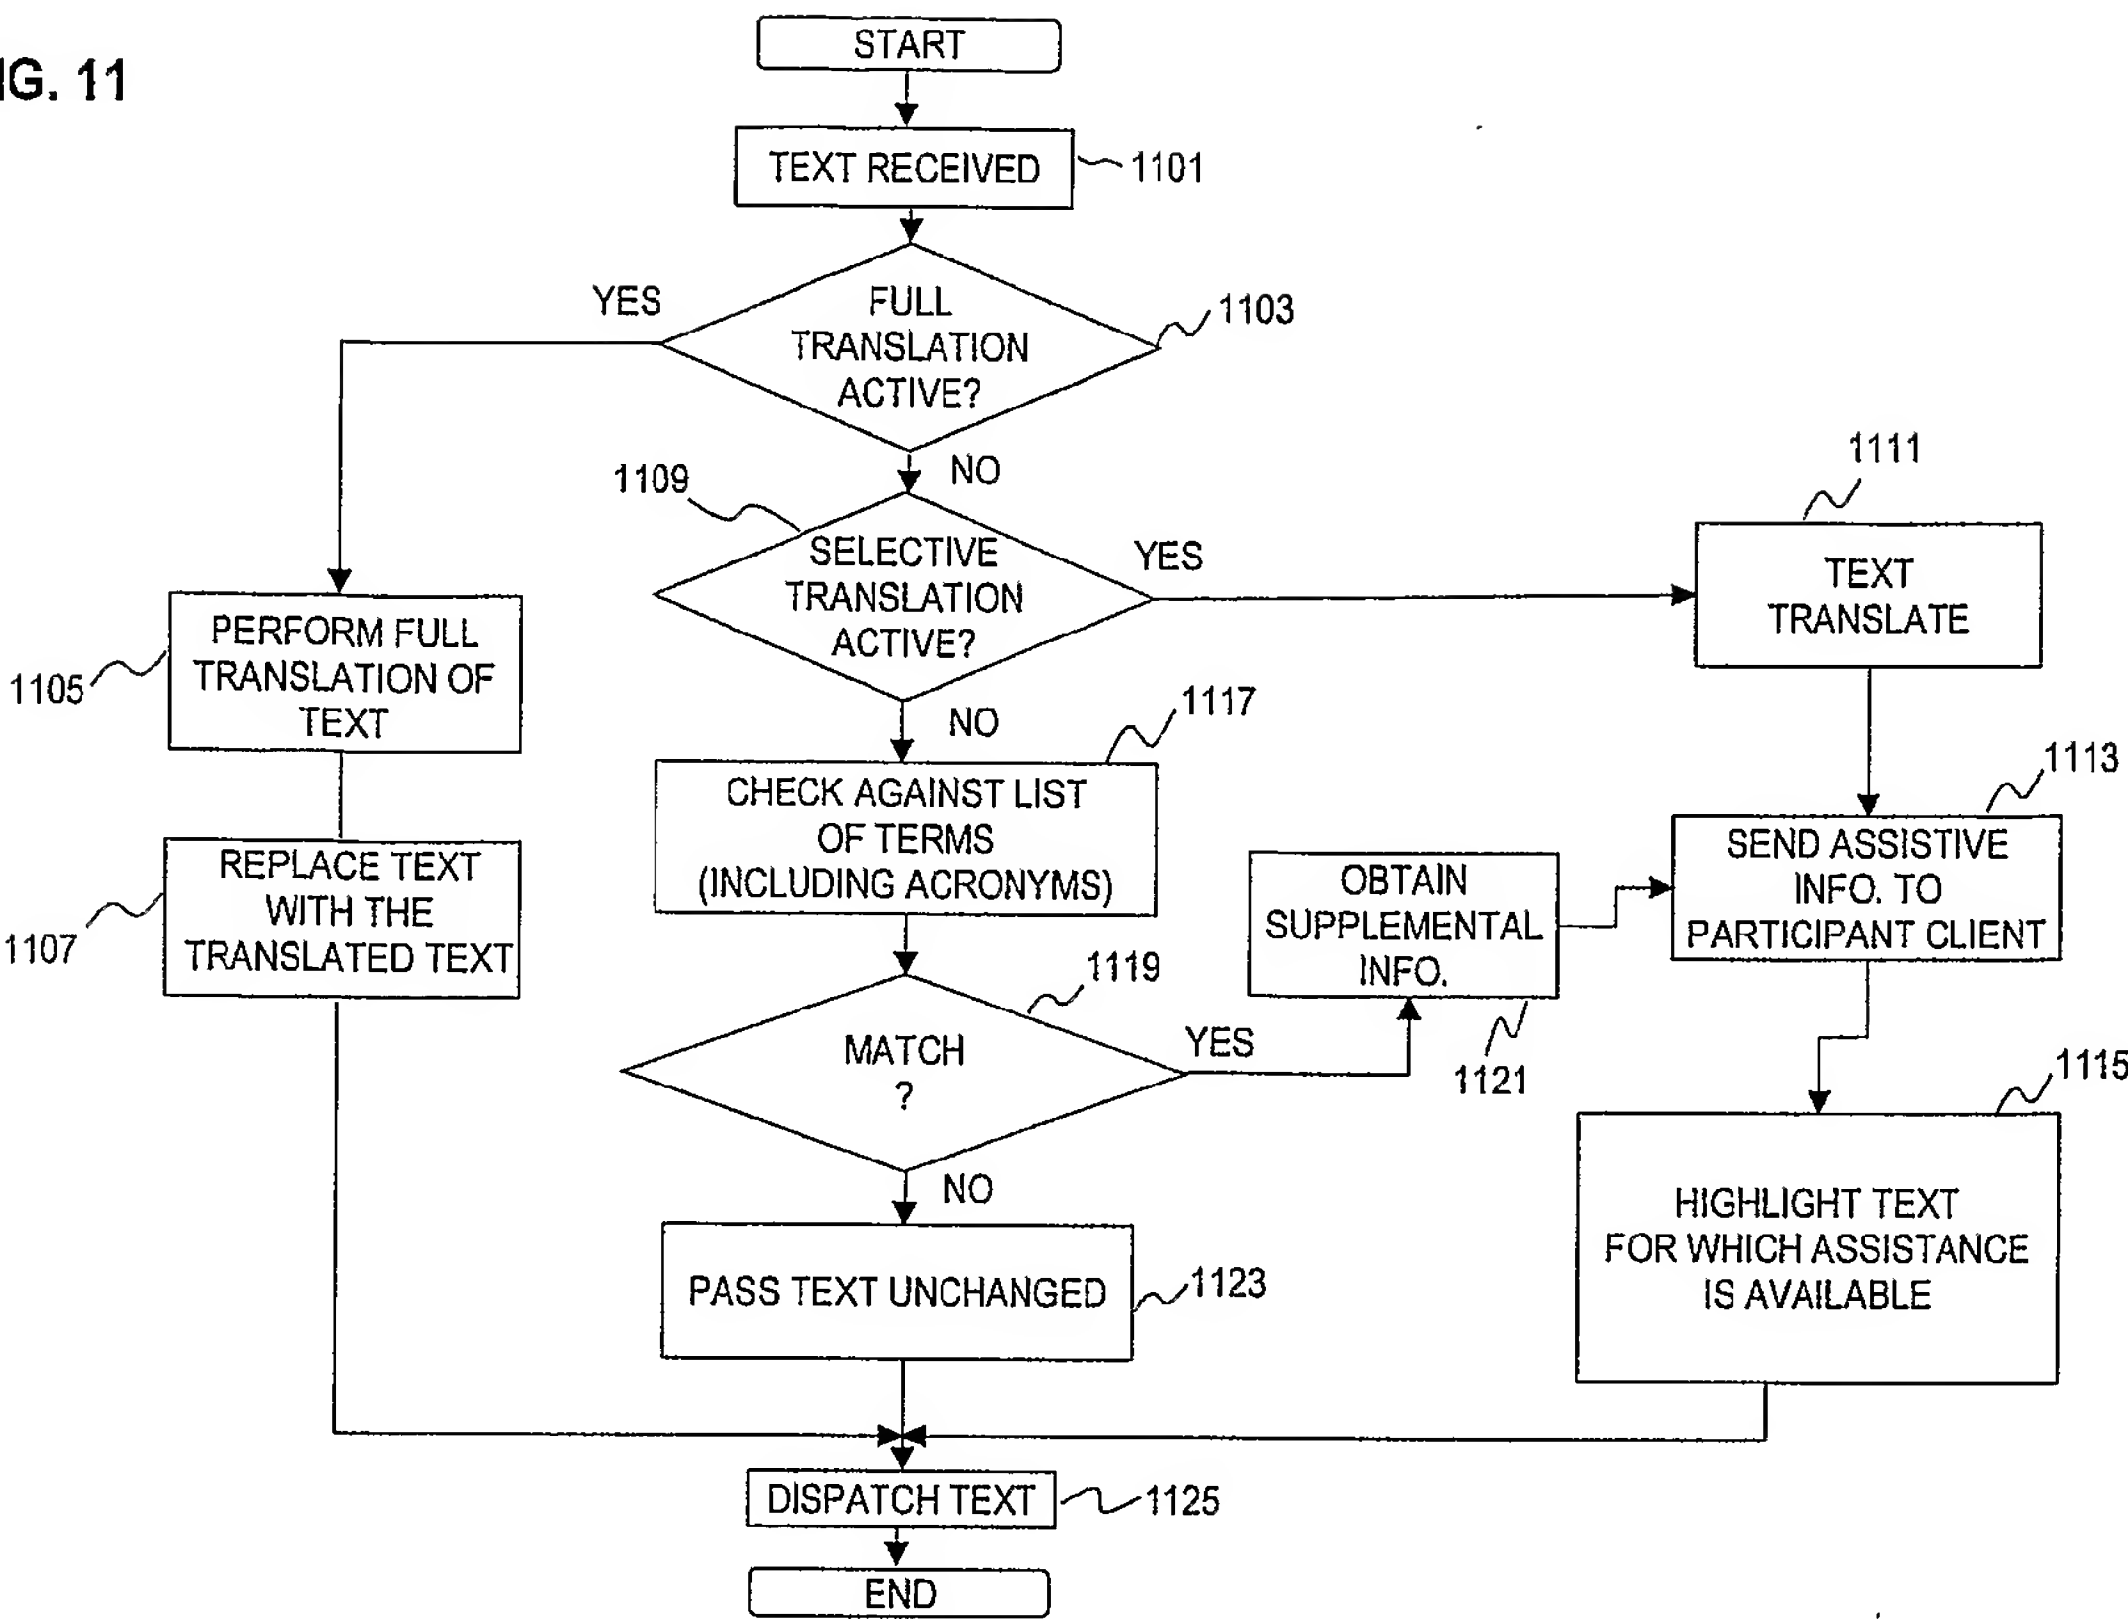 IG. 11
START
TEXT RECEIVED
1101
YES
FULL
TRANSLATION
ACTIVE?
1103
NO
1109
SELECTIVE
TRANSLATION
ACTIVE?
YES
1111
TEXT
TRANSLATE
1105
PERFORM FULL
TRANSLATION OF
TEXT
NO
1117
CHECK AGAINST LIST
OF TERMS
(INCLUDING ACRONYMS)
1113
SEND ASSISTIVE
INFO. TO
PARTICIPANT CLIENT
1107
REPLACE TEXT
WITH THE
TRANSLATED TEXT
OBTAIN
SUPPLEMENTAL
INFO.
1121
1119
MATCH
?
YES
1115
HIGHLIGHT TEXT
FOR WHICH ASSISTANCE
IS AVAILABLE
NO
PASS TEXT UNCHANGED
1123
DISPATCH TEXT
1125
END